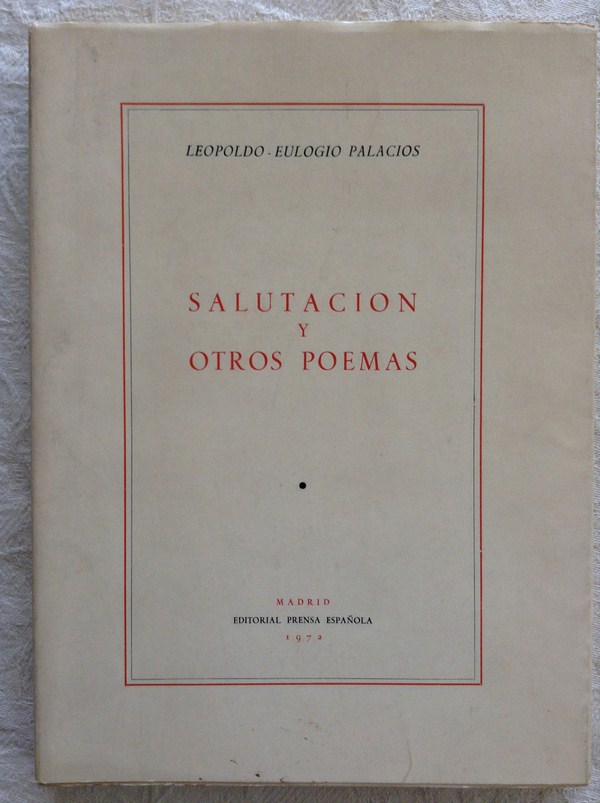 LEOPOLDO - EULOGIO PALACIOS
SALUTACION
Y
OTROS POEMAS
MADRID
EDITORIAL PRENSA ESPAÑOLA
1972